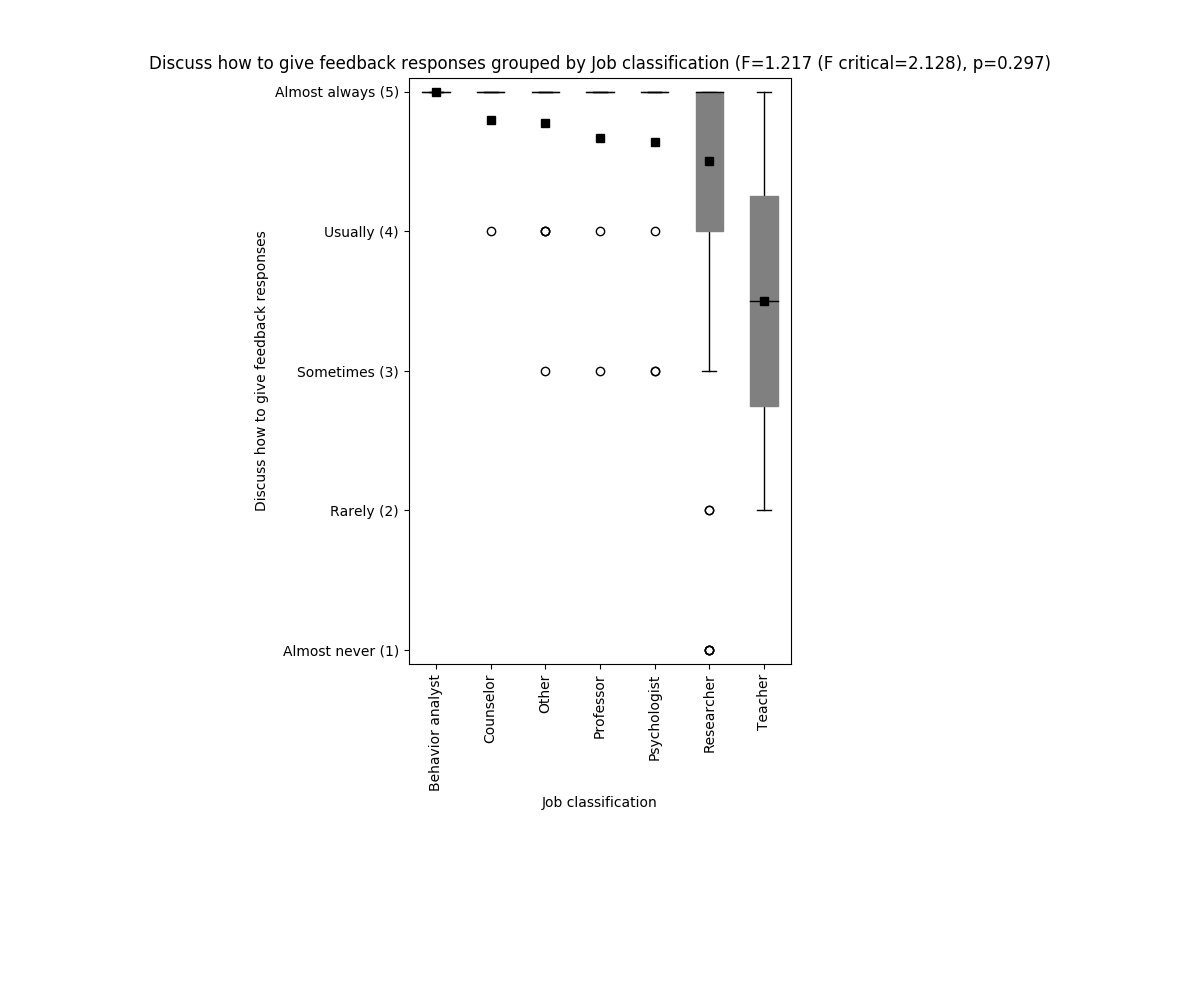 Discuss how to give feedback responses grouped by Job classification (F=1.217 (F critical=2.128), p=0.297)
Almost always (5)
Usually (4)
Sometimes (3)
Rarely (2)
Almost never (1)
Discuss how to give feedback responses
Behavior analyst
Counselor
Other
Professor
Psychologist
Researcher
Teacher
Job classification